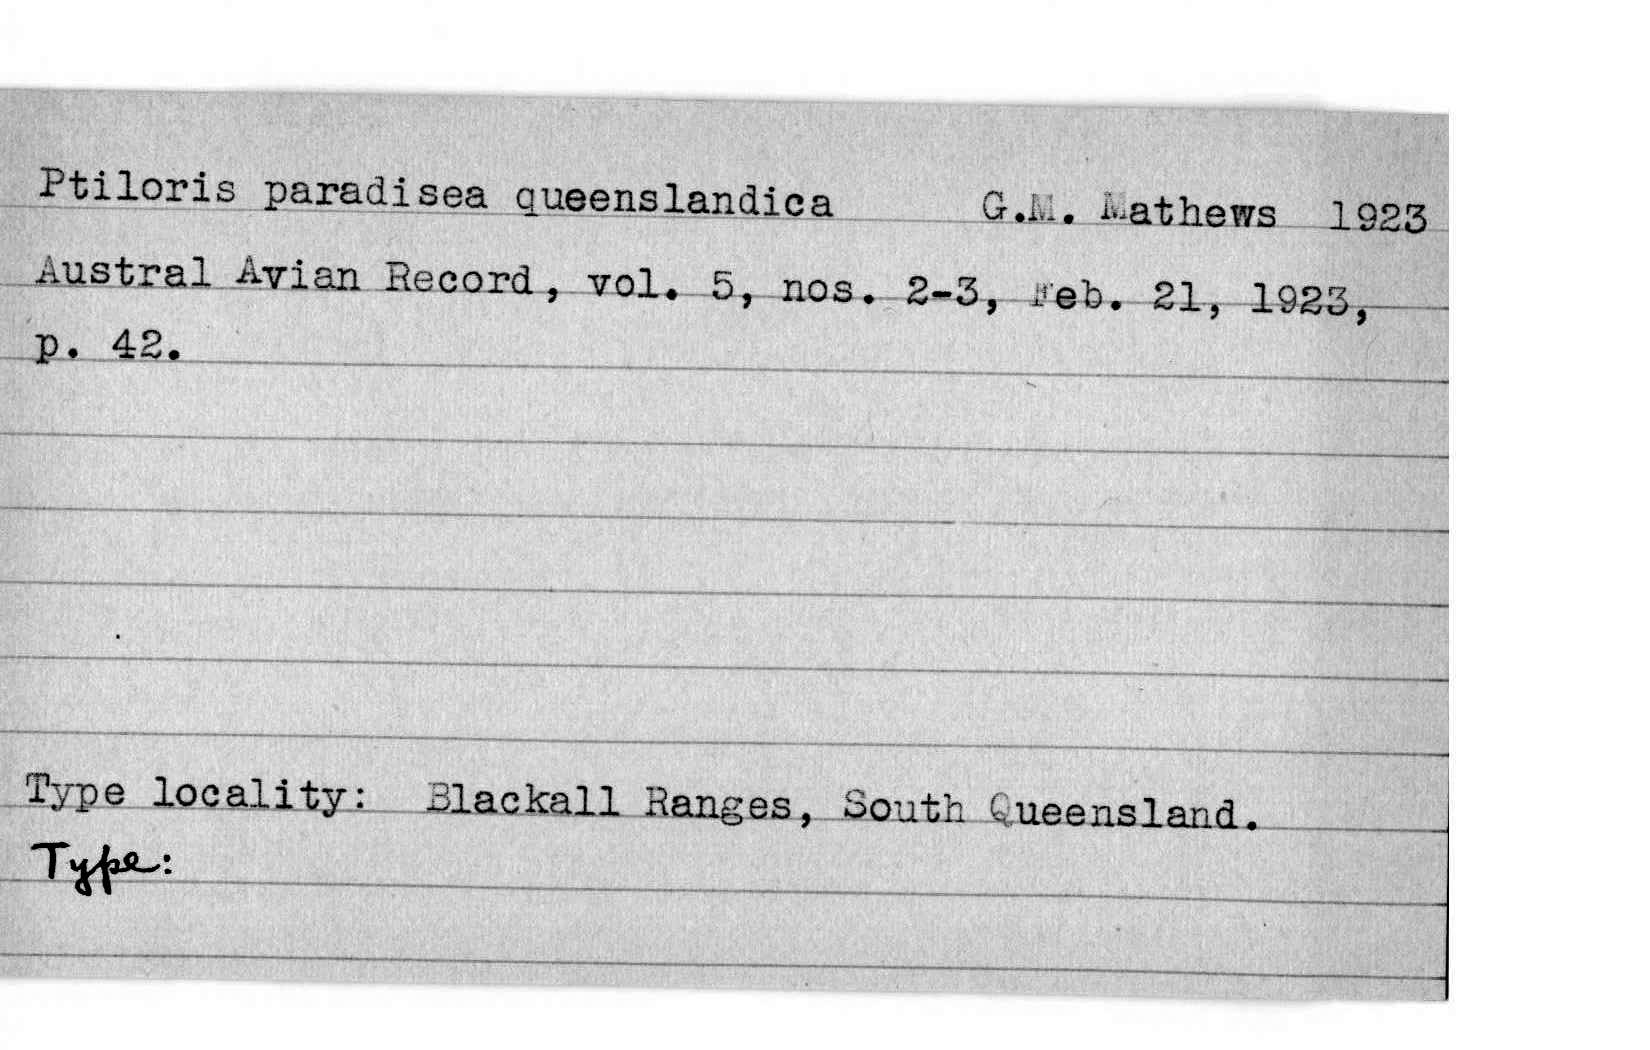 Ptiloris paradisea queenslandica G.M. Mathews 1923
Austral Avian Record, vol. 5, nos. 2-3, Feb. 21, 1923,
p. 42.
Type locality: Blackall Ranges, South Queensland.
Type: